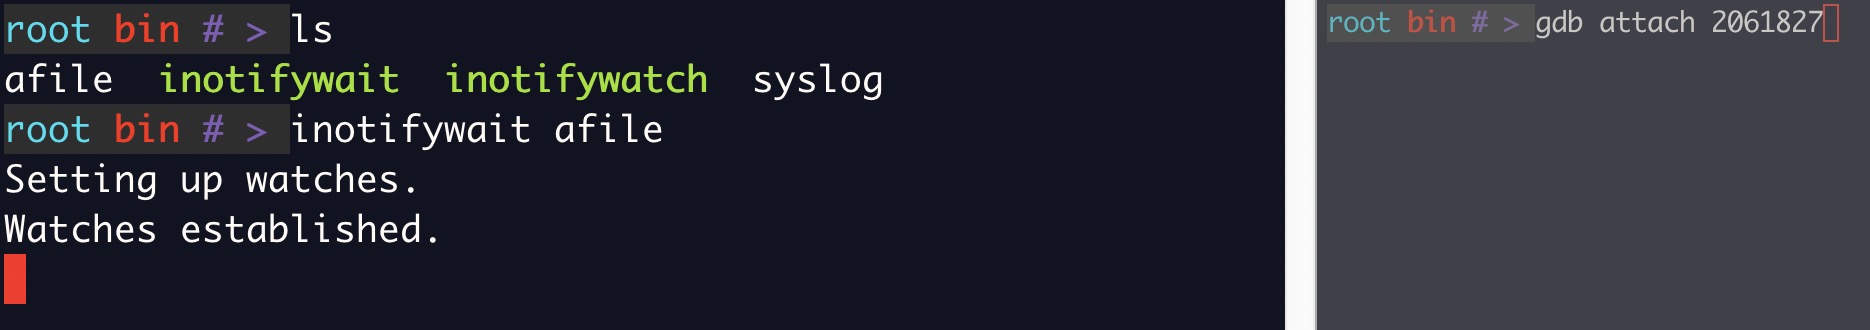 root bin # > ls
afile  inotifywait  inotifywatch  syslog
root bin # > inotifywait afile
Setting up watches.
Watches established.
root bin # > gdb attach 2061827